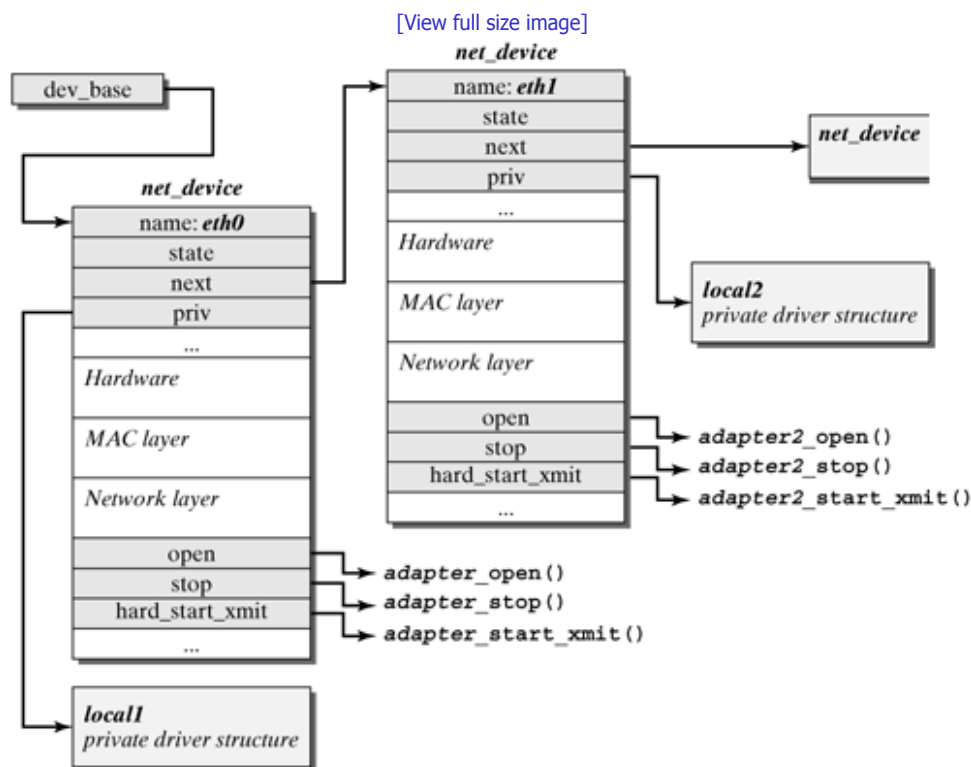 [View full size image]
dev_base
net_device
name: eth0
state
next
priv
...
Hardware
MAC layer
Network layer
open
stop
hard_start_xmit
...
adapter_open()
adapter_stop()
adapter_start_xmit()
local1
private driver structure
net_device
name: eth1
state
next
priv
...
Hardware
MAC layer
Network layer
open
stop
hard_start_xmit
...
adapter2_open()
adapter2_stop()
adapter2_start_xmit()
net_device
local2
private driver structure